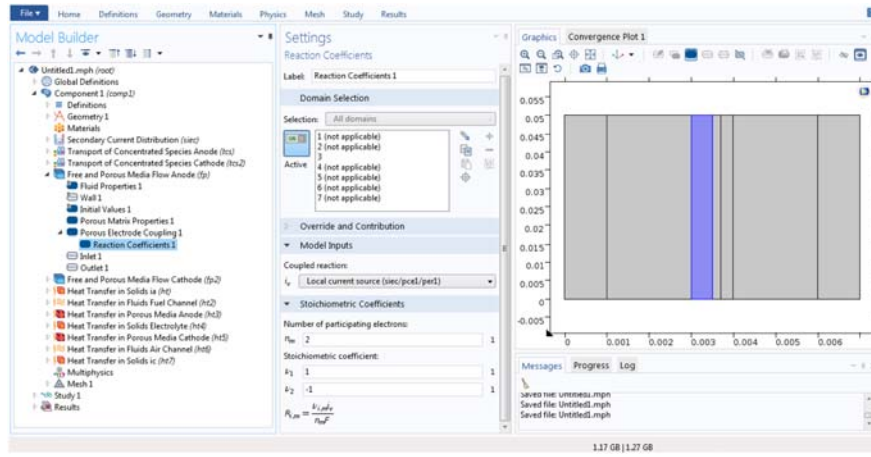 File Home Definitions Geometry Materials Physics Mesh Study Results
Model Builder
Untitled1.mph (root)
Global Definitions
Component 1 (comp1)
Definitions
Geometry 1
Materials
Secondary Current Distribution (siec)
Transport of Concentrated Species Anode (tcs)
Transport of Concentrated Species Cathode (tcs2)
Free and Porous Media Flow Anode (fp)
Fluid Properties 1
Wall 1
Initial Values 1
Porous Matrix Properties 1
Porous Electrode Coupling 1
Reaction Coefficients 1
Inlet 1
Outlet 1
Free and Porous Media Flow Cathode (fp2)
Heat Transfer in Solids ia (ht)
Heat Transfer in Fluids Fuel Channel (ht2)
Heat Transfer in Porous Media Anode (ht3)
Heat Transfer in Solids Electrolyte (ht4)
Heat Transfer in Porous Media Cathode (ht5)
Heat Transfer in Fluids Air Channel (ht6)
Heat Transfer in Solids ic (ht7)
Multiphysics
Mesh 1
Study 1
Results
Settings
Reaction Coefficients
Label: Reaction Coefficients 1
Domain Selection
Selection: All domains
Active
1 (not applicable)
2 (not applicable)
3
4 (not applicable)
5 (not applicable)
6 (not applicable)
7 (not applicable)
Override and Contribution
Model Inputs
Coupled reaction:
iᵥ Local current source (siec/pce1/per1)
Stoichiometric Coefficients
Number of participating electrons:
nₘ 2 1
Stoichiometric coefficient:
ν₁ 1 1
ν₂ -1 1
Graphics Convergence Plot 1
0.055
0.05
0.045
0.04
0.035
0.03
0.025
0.02
0.015
0.01
0.005
0
-0.005
0 0.001 0.002 0.003 0.004 0.005 0.006
Messages Progress Log
Saved file: Untitled1.mph
Saved file: Untitled1.mph
Saved file: Untitled1.mph
1.17 GB | 1.27 GB